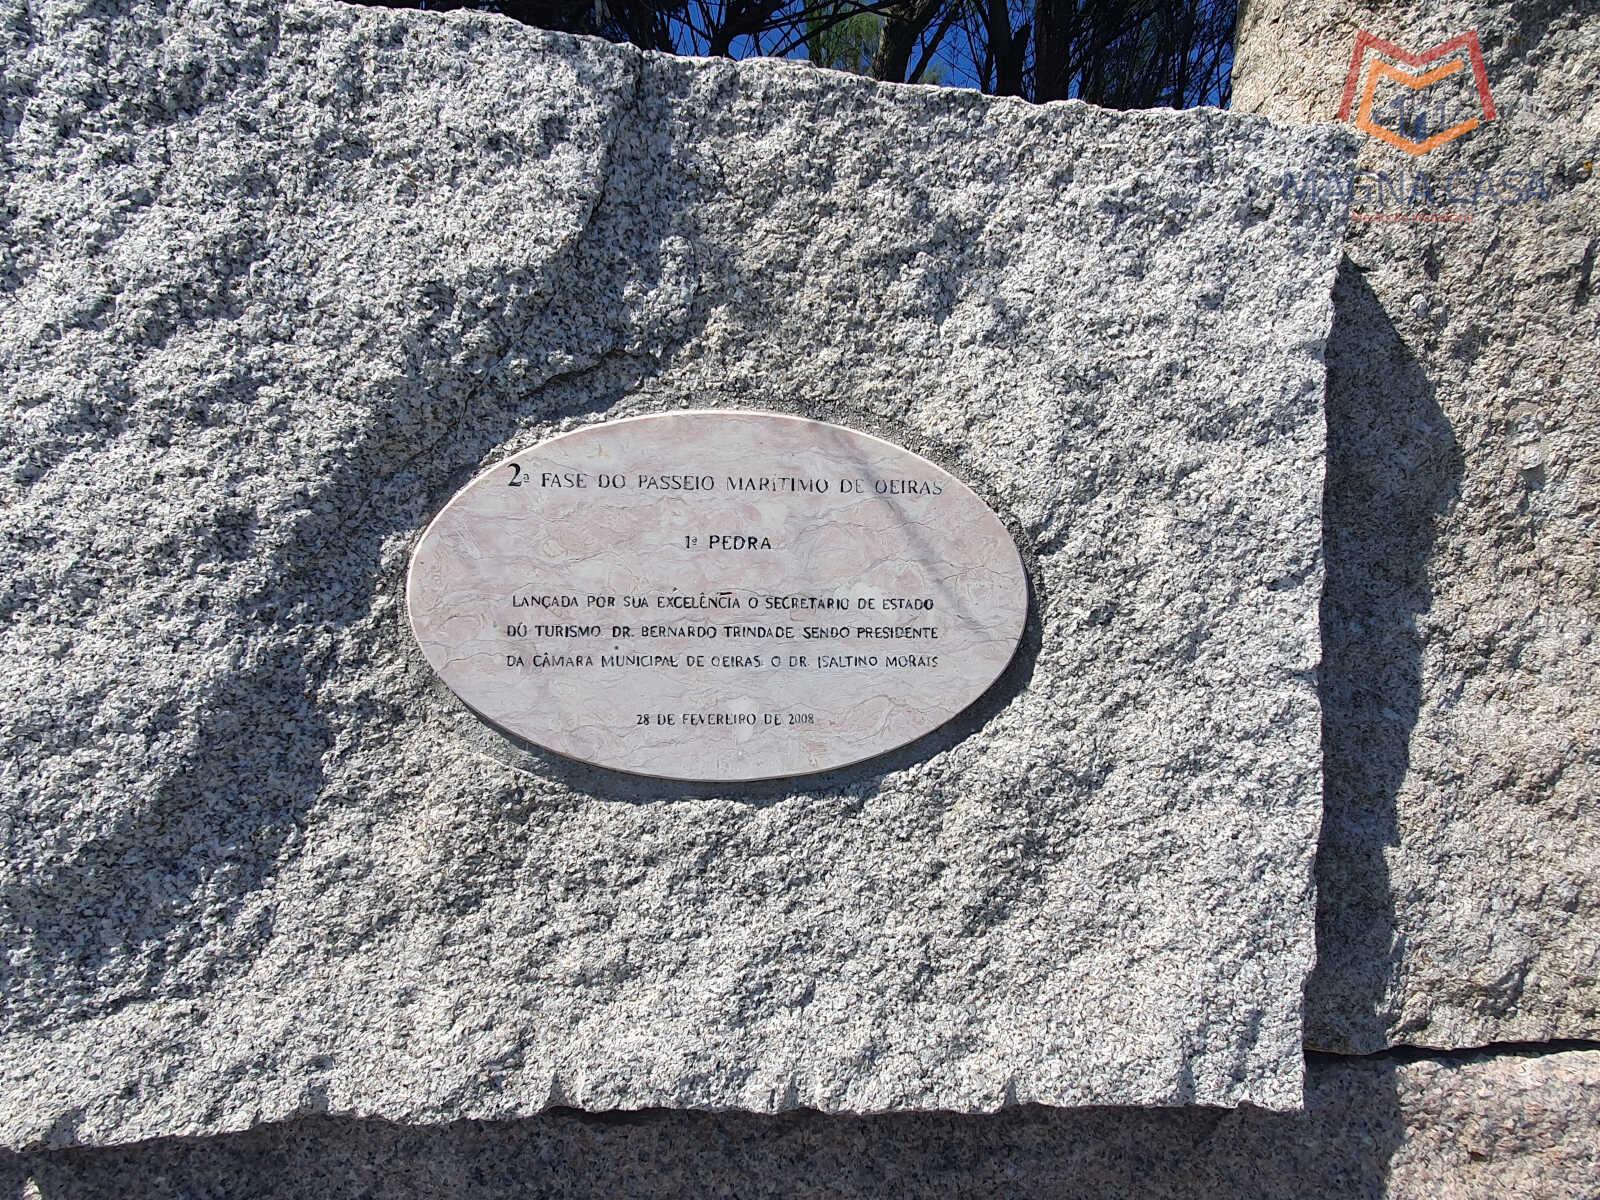 MAGNA CASA
2ª FASE DO PASSEIO MARÍTIMO DE OEIRAS
1ª PEDRA
LANÇADA POR SUA EXCELÊNCIA O SECRETARIO DE ESTADO
DO TURISMO DR. BERNARDO TRINDADE SENDO PRESIDENTE
DA CÂMARA MUNICIPAL DE OEIRAS O DR. ISALTINO MORAIS
28 DE FEVEREIRO DE 2008